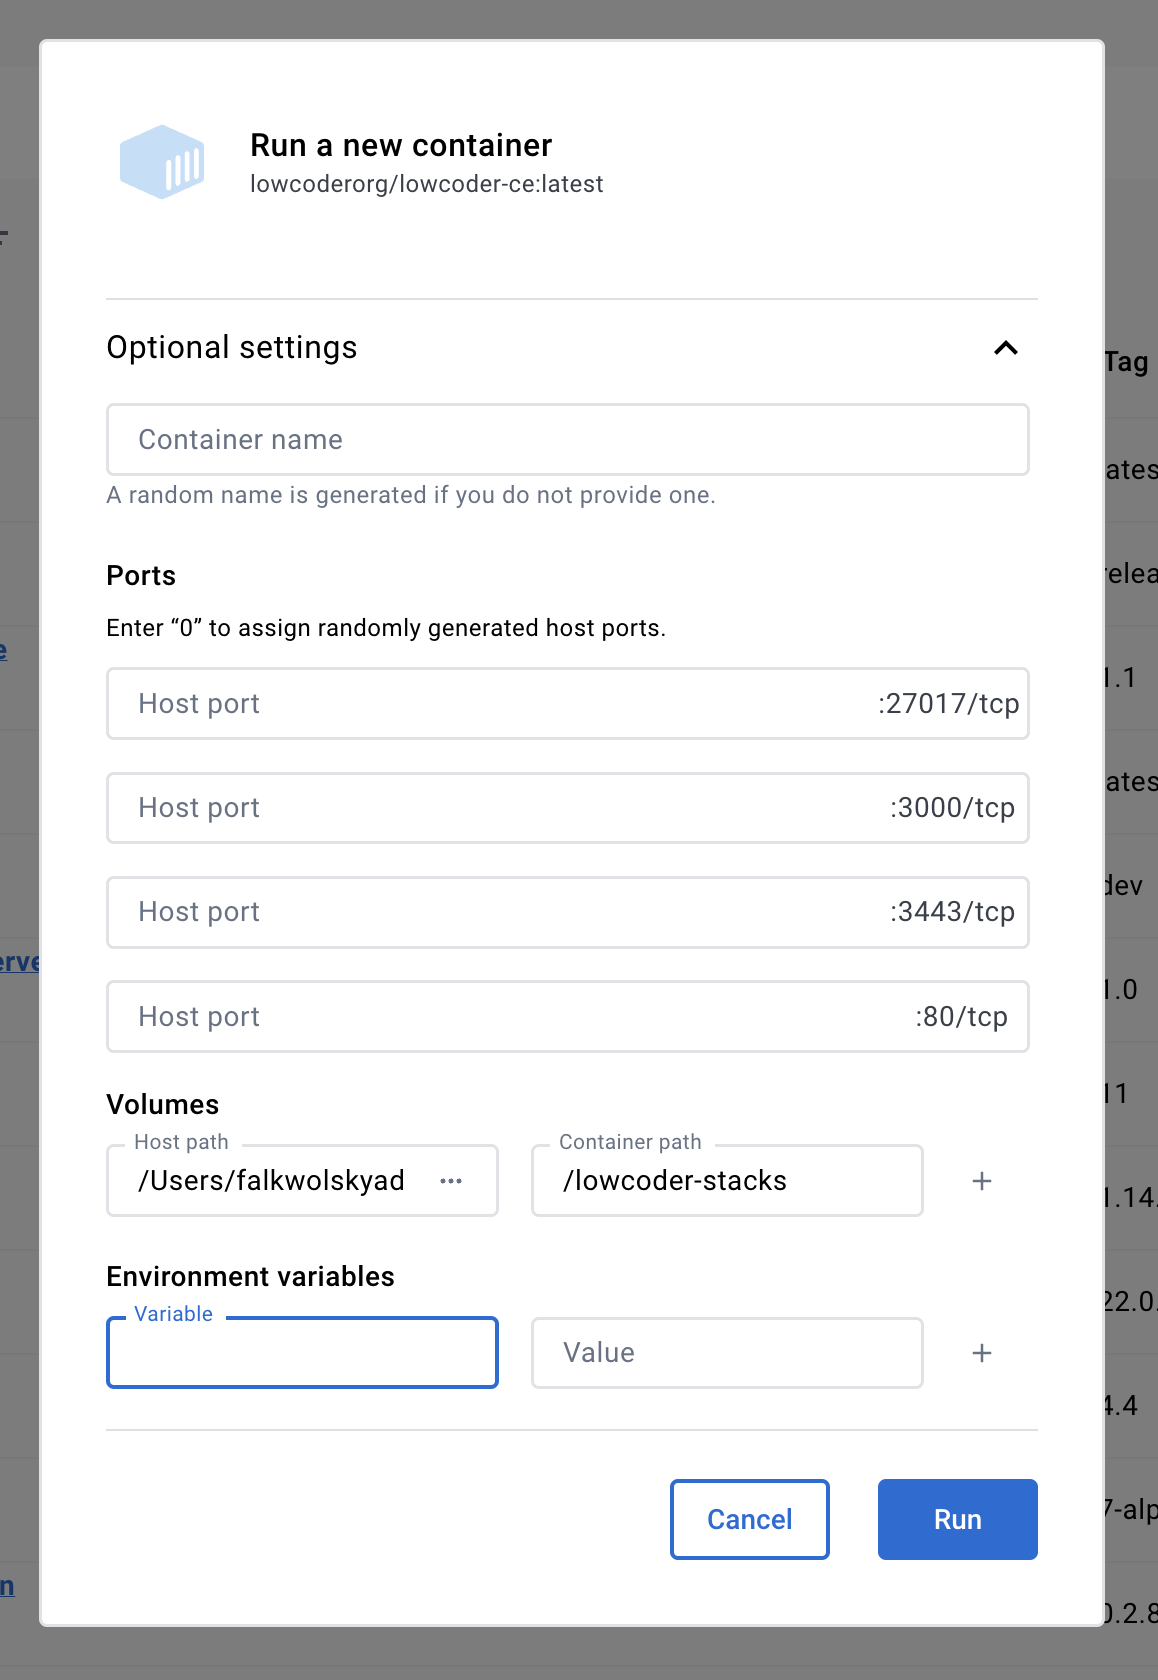 Run a new container
lowcoderorg/lowcoder-ce:latest
Optional settings
Tag
Container name
ates
A random name is generated if you do not provide one.
Ports
relea
Enter “0” to assign randomly generated host ports.
e
Host port :27017/tcp
1.1
Host port :3000/tcp
ates
Host port :3443/tcp
dev
erve
Host port :80/tcp
1.0
Volumes
11
Host path Container path
/Users/falkwolskyad ··· /lowcoder-stacks +
1.14.
Environment variables
22.0.
Variable
Value +
4.4
Cancel Run
7-alp
n
0.2.8